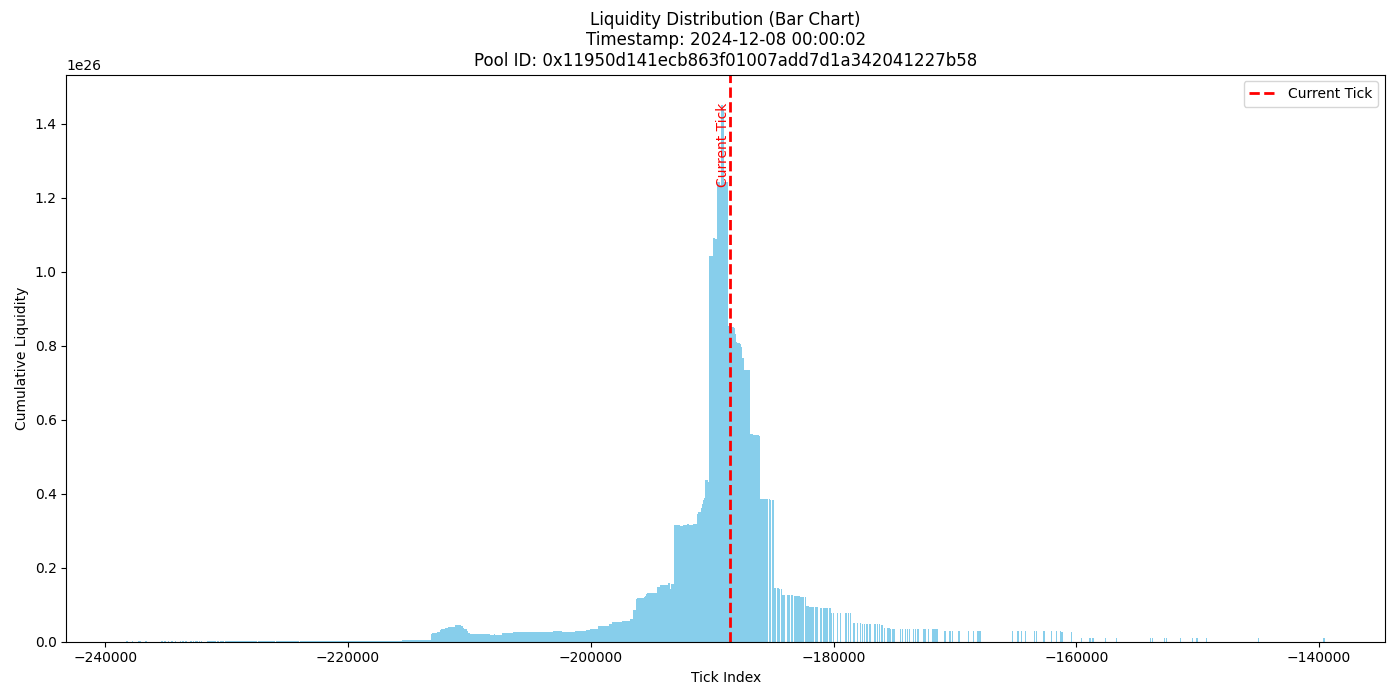 Liquidity Distribution (Bar Chart)
Timestamp: 2024-12-08 00:00:02
Pool ID: 0x11950d141ecb863f01007add7d1a342041227b58
1e26
Current Tick
1.4
1.2
1.0
0.8
0.6
0.4
0.2
0.0
Cumulative Liquidity
Current Tick
−240000
−220000
−200000
−180000
−160000
−140000
Tick Index